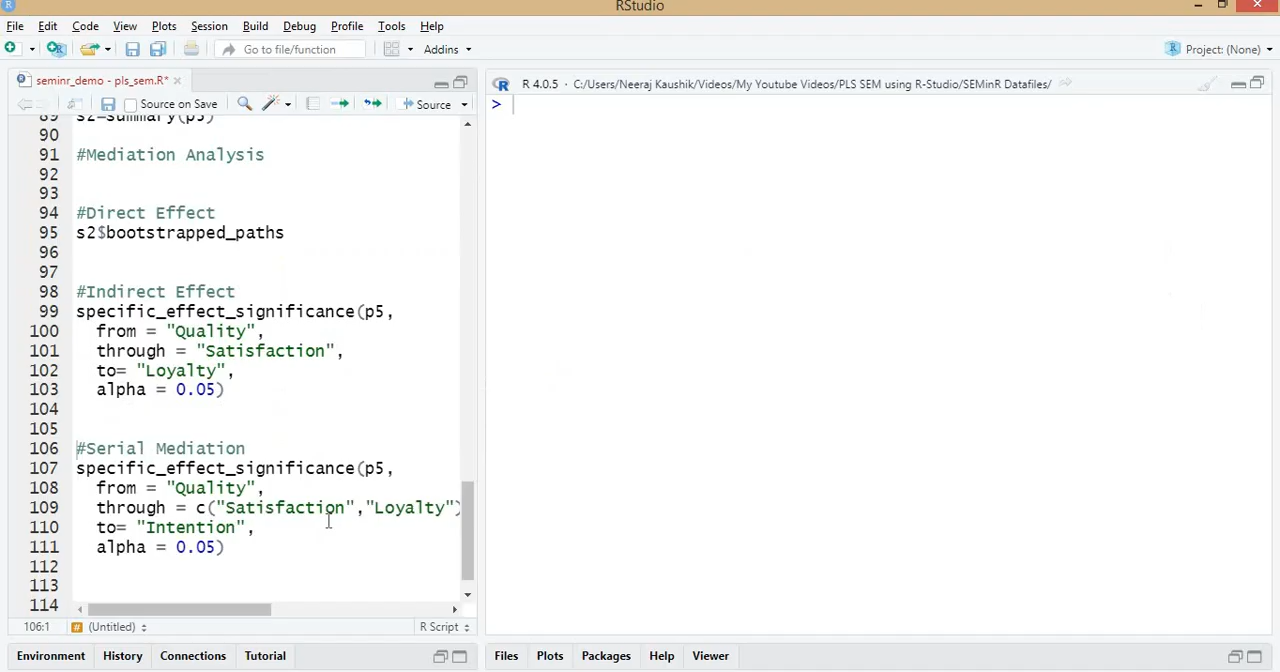 RStudio
File Edit Code View Plots Session Build Debug Profile Tools Help
Go to file/function Addins Project: (None)
seminr_demo - pls_sem.R*
Source on Save Source
R 4.0.5 · C:/Users/Neeraj Kaushik/Videos/My Youtube Videos/PLS SEM using R-Studio/SEMinR Datafiles/
>
89 s2=summary(p5)
90
91 #Mediation Analysis
92
93
94 #Direct Effect
95 s2$bootstrapped_paths
96
97
98 #Indirect Effect
99 specific_effect_significance(p5,
100 from = "Quality",
101 through = "Satisfaction",
102 to= "Loyalty",
103 alpha = 0.05)
104
105
106 #Serial Mediation
107 specific_effect_significance(p5,
108 from = "Quality",
109 through = c("Satisfaction","Loyalty")
110 to= "Intention",
111 alpha = 0.05)
112
113
114
106:1 # (Untitled) R Script
Environment History Connections Tutorial
Files Plots Packages Help Viewer